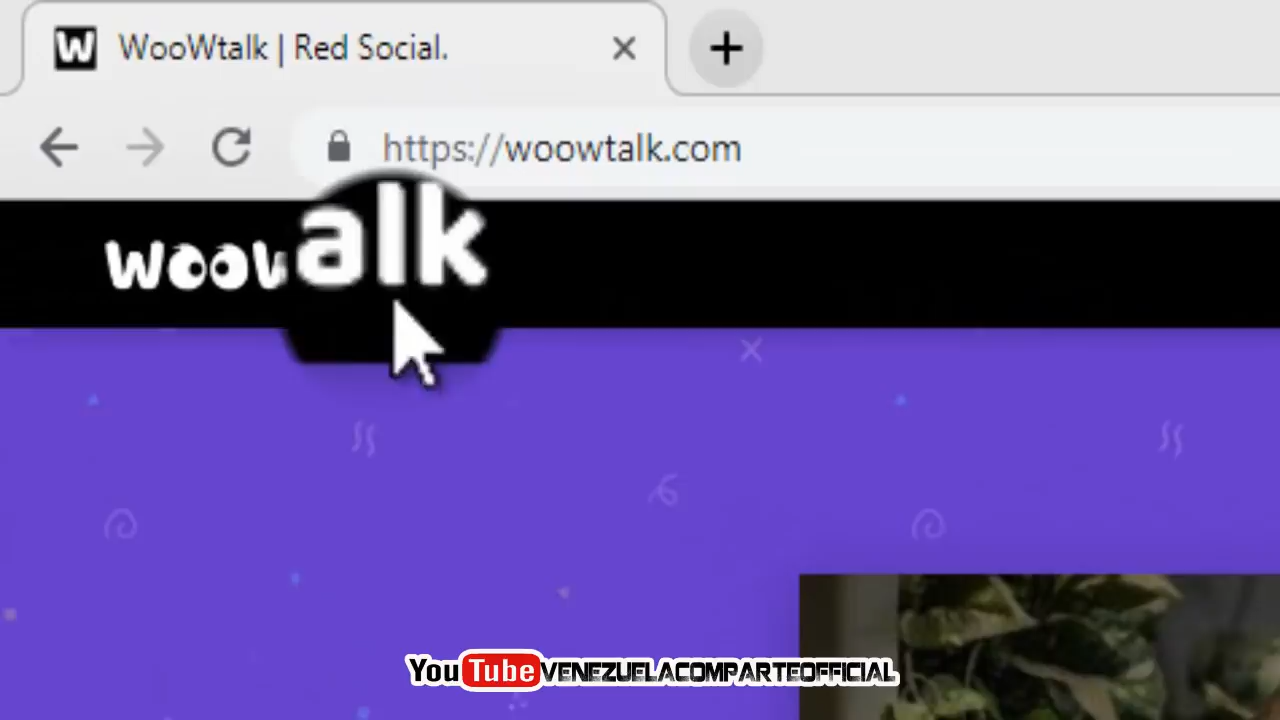 W WooWtalk | Red Social.
https://woowtalk.com
WooW alk
YouTube VENEZUELACOMPARTEOFFICIAL